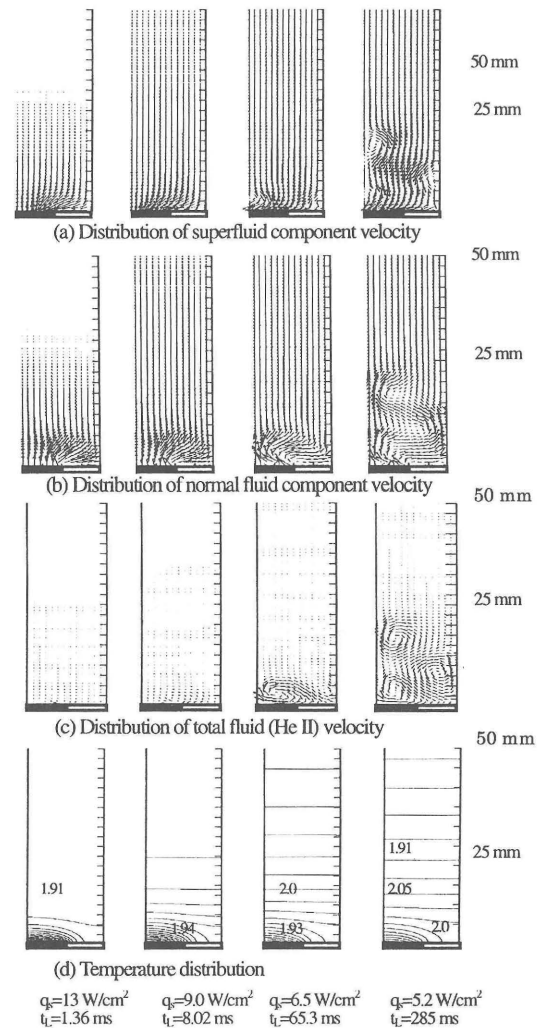 50 mm
25 mm
(a) Distribution of superfluid component velocity
50 mm
25 mm
(b) Distribution of normal fluid component velocity
50 mm
25 mm
(c) Distribution of total fluid (He II) velocity
50 mm
25 mm
1.91 1.94 2.0 1.93 1.91 2.05 2.0
(d) Temperature distribution
qs=13 W/cm² qs=9.0 W/cm² qs=6.5 W/cm² qs=5.2 W/cm²
tL=1.36 ms tL=8.02 ms tL=65.3 ms tL=285 ms